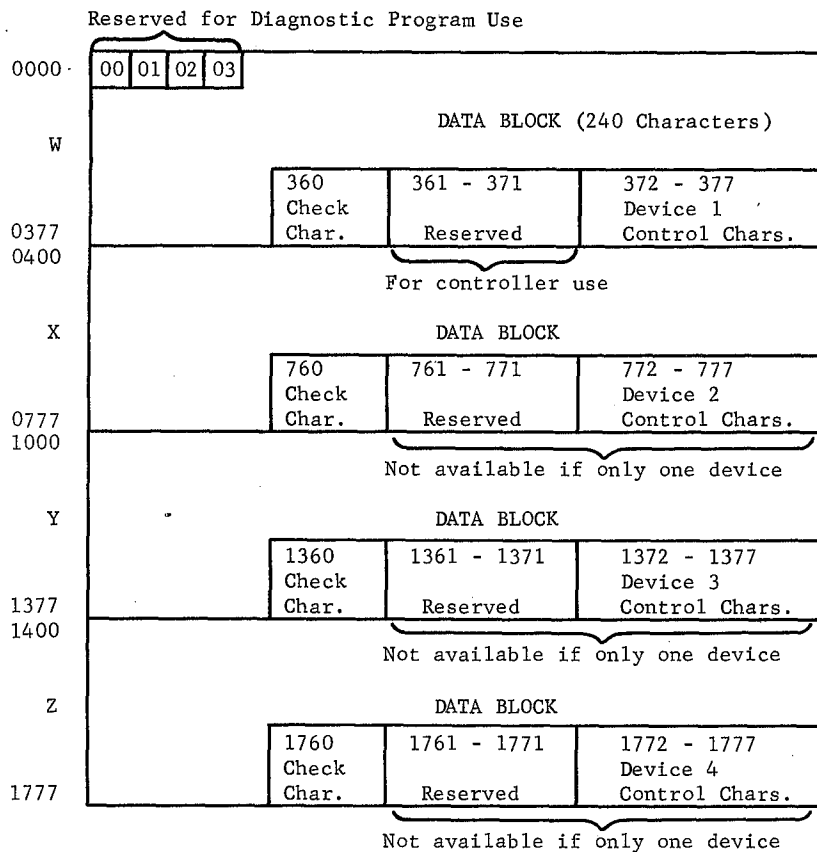 Reserved for Diagnostic Program Use
0000 00 01 02 03
DATA BLOCK (240 Characters)
W
360 361 - 371 372 - 377
Check Device 1
0377 Char. Reserved Control Chars.
0400
For controller use
X DATA BLOCK
760 761 - 771 772 - 777
Check Device 2
0777 Char. Reserved Control Chars.
1000
Not available if only one device
Y DATA BLOCK
1360 1361 - 1371 1372 - 1377
Check Device 3
1377 Char. Reserved Control Chars.
1400
Not available if only one device
Z DATA BLOCK
1760 1761 - 1771 1772 - 1777
Check Device 4
1777 Char. Reserved Control Chars.
Not available if only one device